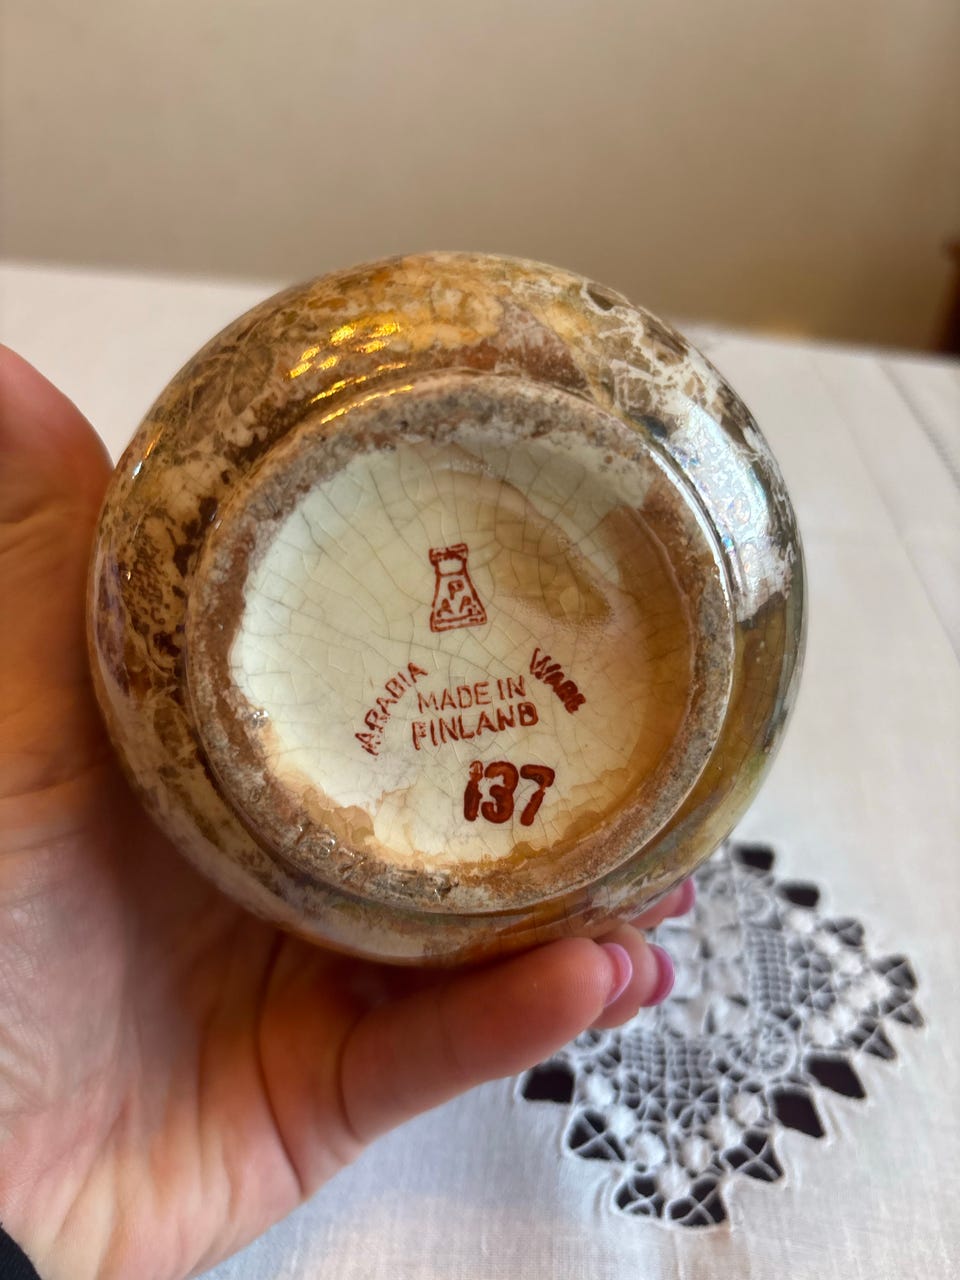 ARABIA WARE
MADE IN
FINLAND
137